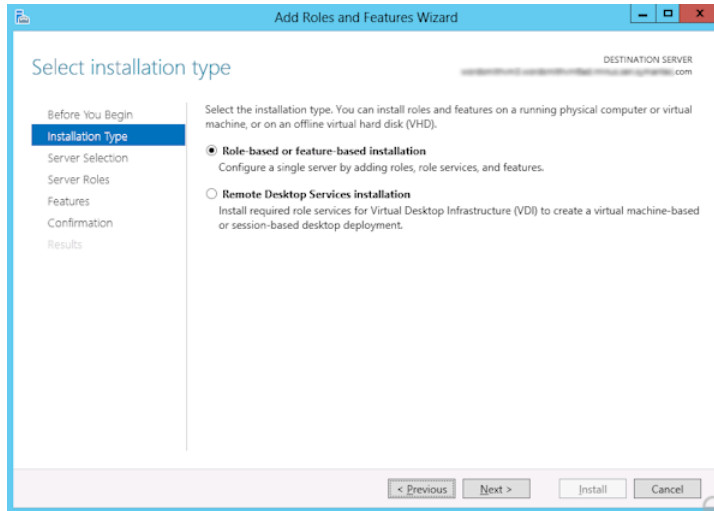 Add Roles and Features Wizard
Select installation type
DESTINATION SERVER
.com
Before You Begin
Installation Type
Server Selection
Server Roles
Features
Confirmation
Results
Select the installation type. You can install roles and features on a running physical computer or virtual
machine, or on an offline virtual hard disk (VHD).
Role-based or feature-based installation
Configure a single server by adding roles, role services, and features.
Remote Desktop Services installation
Install required role services for Virtual Desktop Infrastructure (VDI) to create a virtual machine-based
or session-based desktop deployment.
< Previous
Next >
Install
Cancel